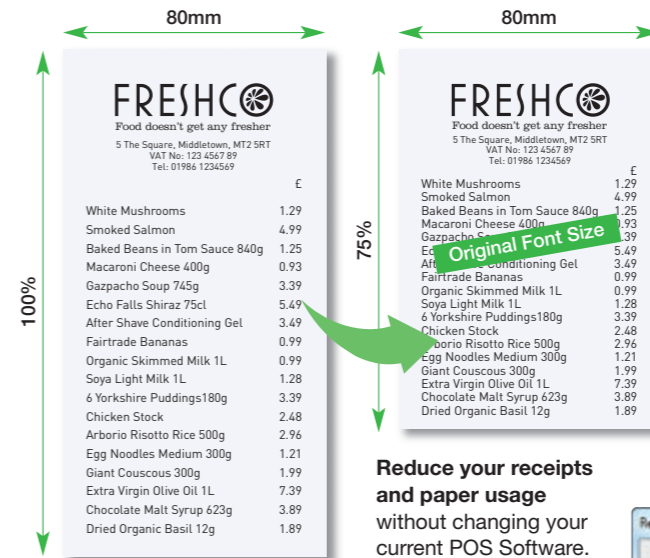 80mm
100%
FRESHCO
Food doesn't get any fresher
5 The Square, Middletown, MT2 5RT
VAT No: 123 4567 89
Tel: 01986 1234569
£
White Mushrooms 1.29
Smoked Salmon 4.99
Baked Beans in Tom Sauce 840g 1.25
Macaroni Cheese 400g 0.93
Gazpacho Soup 745g 3.39
Echo Falls Shiraz 75cl 5.49
After Shave Conditioning Gel 3.49
Fairtrade Bananas 0.99
Organic Skimmed Milk 1L 0.99
Soya Light Milk 1L 1.28
6 Yorkshire Puddings180g 3.39
Chicken Stock 2.48
Arborio Risotto Rice 500g 2.96
Egg Noodles Medium 300g 1.21
Giant Couscous 300g 1.99
Extra Virgin Olive Oil 1L 7.39
Chocolate Malt Syrup 623g 3.89
Dried Organic Basil 12g 1.89
80mm
75%
FRESHCO
Food doesn't get any fresher
5 The Square, Middletown, MT2 5RT
VAT No: 123 4567 89
Tel: 01986 1234569
£
White Mushrooms 1.29
Smoked Salmon 4.99
Baked Beans in Tom Sauce 840g 1.25
Macaroni Cheese 400g .93
Gazpacho .39
Original Font Size
5.49
Conditioning Gel 3.49
Fairtrade Bananas 0.99
Organic Skimmed Milk 1L 0.99
Soya Light Milk 1L 1.28
6 Yorkshire Puddings180g 3.39
Chicken Stock 2.48
rborio Risotto Rice 500g 2.96
Egg Noodles Medium 300g 1.21
Giant Couscous 300g 1.99
Extra Virgin Olive Oil 1L 7.39
Chocolate Malt Syrup 623g 3.89
Dried Organic Basil 12g 1.89
Reduce your receipts
and paper usage
without changing your
current POS Software.